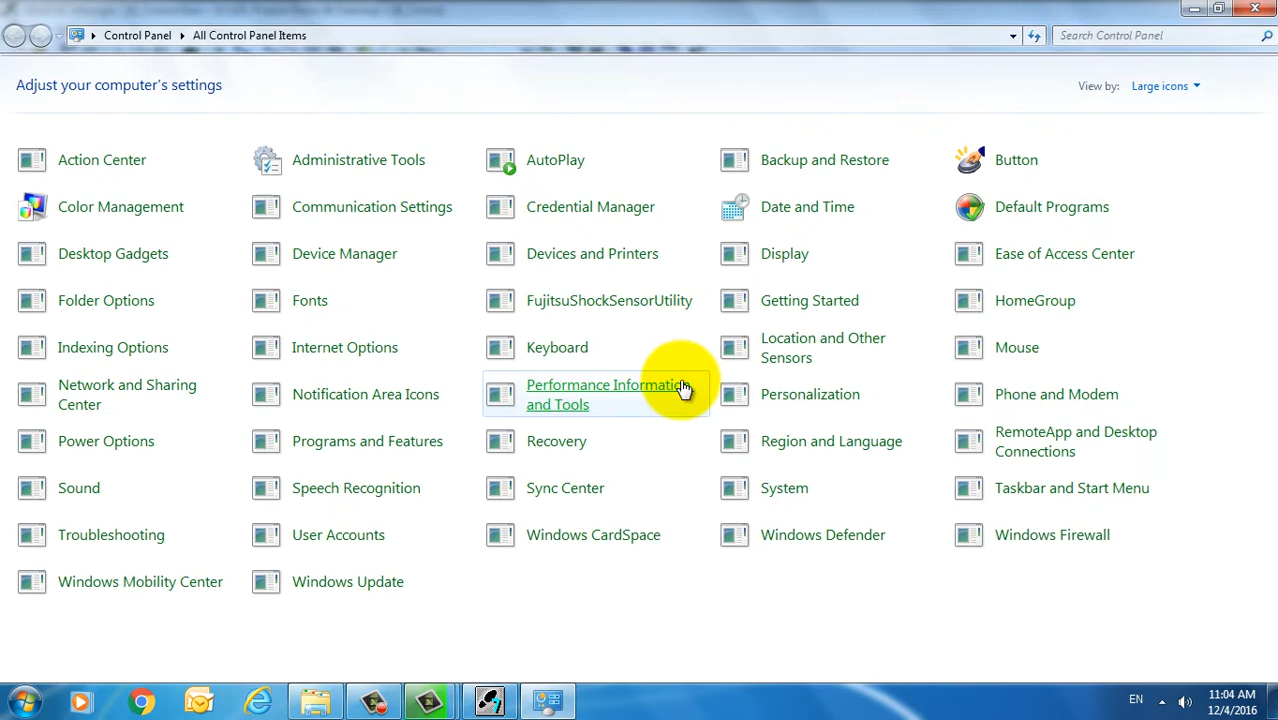 Control Panel
All Control Panel Items
Search Control Panel
Adjust your computer's settings
View by: Large icons
Action Center
Administrative Tools
AutoPlay
Backup and Restore
Button
Color Management
Communication Settings
Credential Manager
Date and Time
Default Programs
Desktop Gadgets
Device Manager
Devices and Printers
Display
Ease of Access Center
Folder Options
Fonts
FujitsuShockSensorUtility
Getting Started
HomeGroup
Indexing Options
Internet Options
Keyboard
Location and Other
Sensors
Mouse
Network and Sharing
Center
Notification Area Icons
Performance Information
and Tools
Personalization
Phone and Modem
Power Options
Programs and Features
Recovery
Region and Language
RemoteApp and Desktop
Connections
Sound
Speech Recognition
Sync Center
System
Taskbar and Start Menu
Troubleshooting
User Accounts
Windows CardSpace
Windows Defender
Windows Firewall
Windows Mobility Center
Windows Update
EN
11:04 AM
12/4/2016